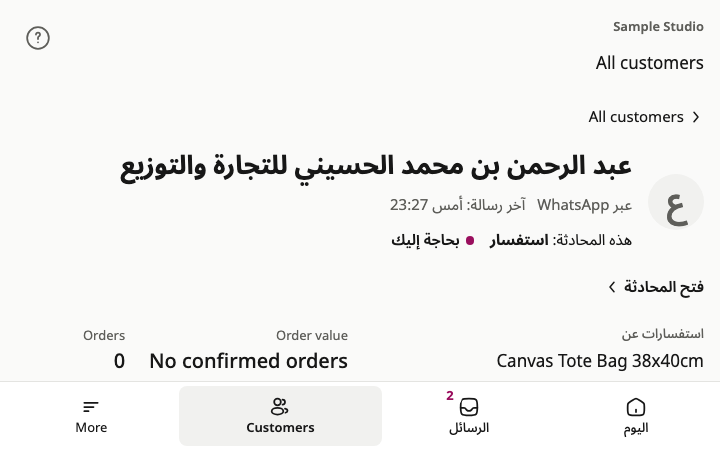 Sample Studio
All customers
All customers
عبد الرحمن بن محمد الحسيني للتجارة والتوزيع
عبر WhatsApp آخر رسالة: أمس 23:27
هذه المحادثة: استفسار بحاجة إليك
فتح المحادثة
استفسارات عن
Canvas Tote Bag 38x40cm
Order value
No confirmed orders
Orders
0
اليوم
2
الرسائل
Customers
More
ع